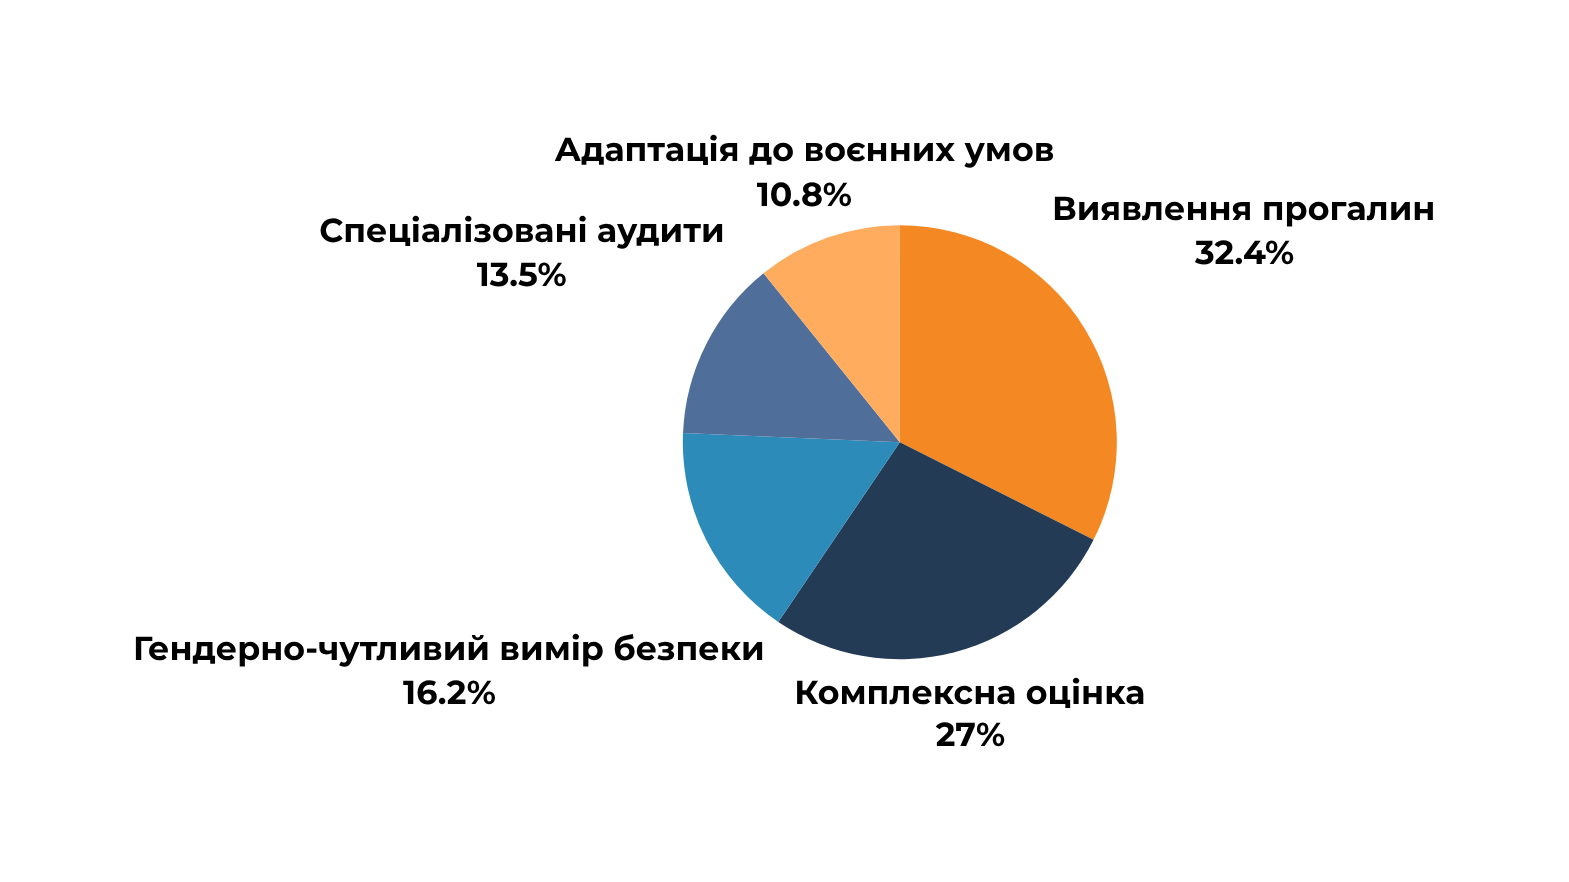 Адаптація до воєнних умов
10.8%
Виявлення прогалин
32.4%
Спеціалізовані аудити
13.5%
Гендерно-чутливий вимір безпеки
16.2%
Комплексна оцінка
27%